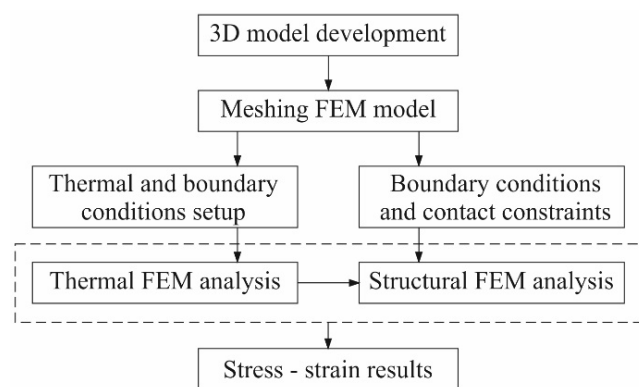 3D model development
Meshing FEM model
Thermal and boundary
conditions setup
Boundary conditions
and contact constraints
Thermal FEM analysis
Structural FEM analysis
Stress - strain results